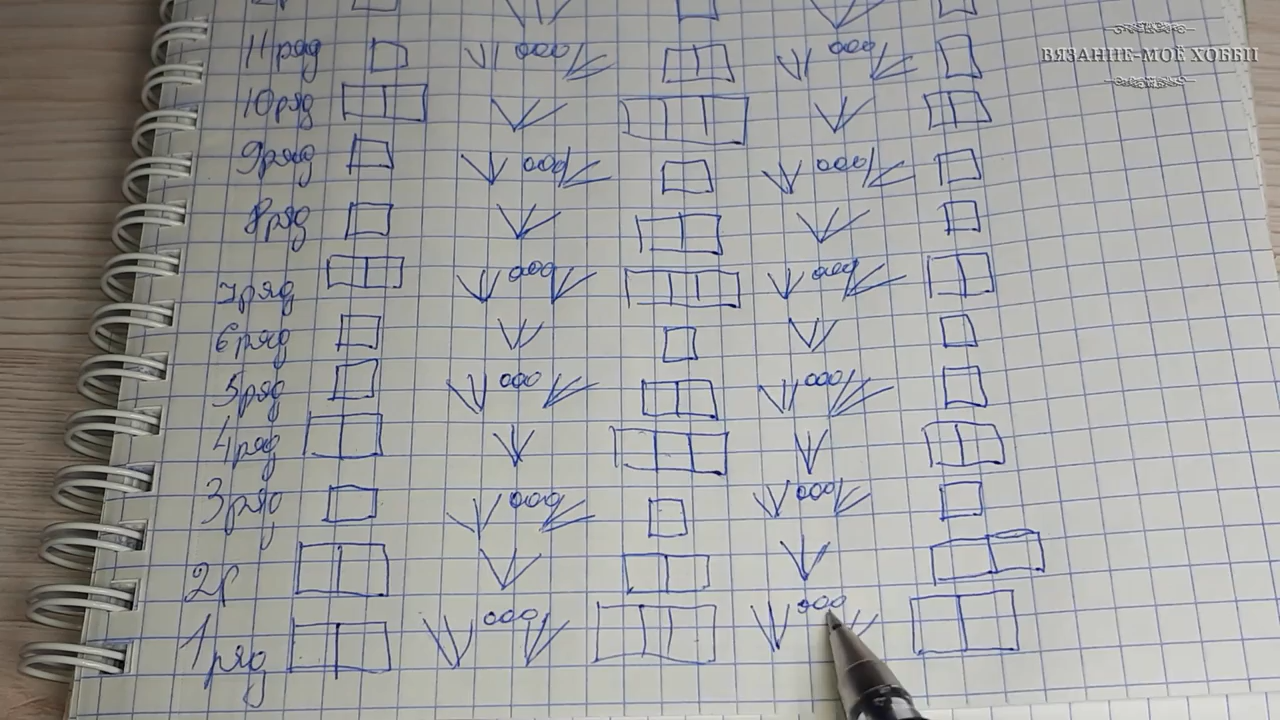 ВЯЗАНИЕ-МОЁ ХОББИ
11 ряд
10 ряд
9 ряд
8 ряд
7 ряд
6 ряд
5 ряд
4 ряд
3 ряд
2р
1 ряд